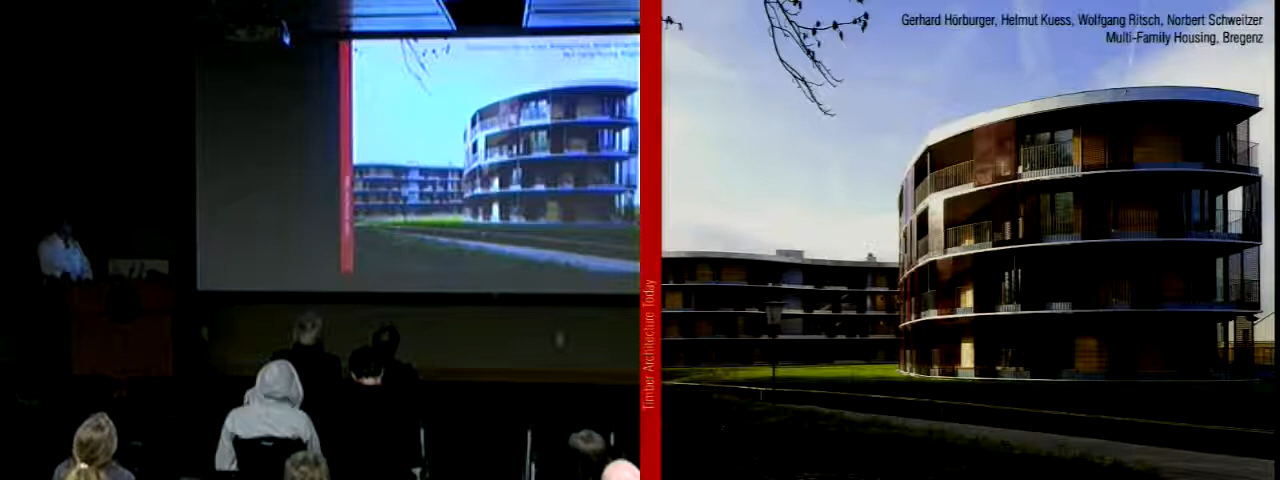 Gerhard Hörburger, Helmut Kuess, Wolfgang Ritsch, Norbert Schweitzer
Multi-Family Housing, Bregenz
Timber Architecture Today